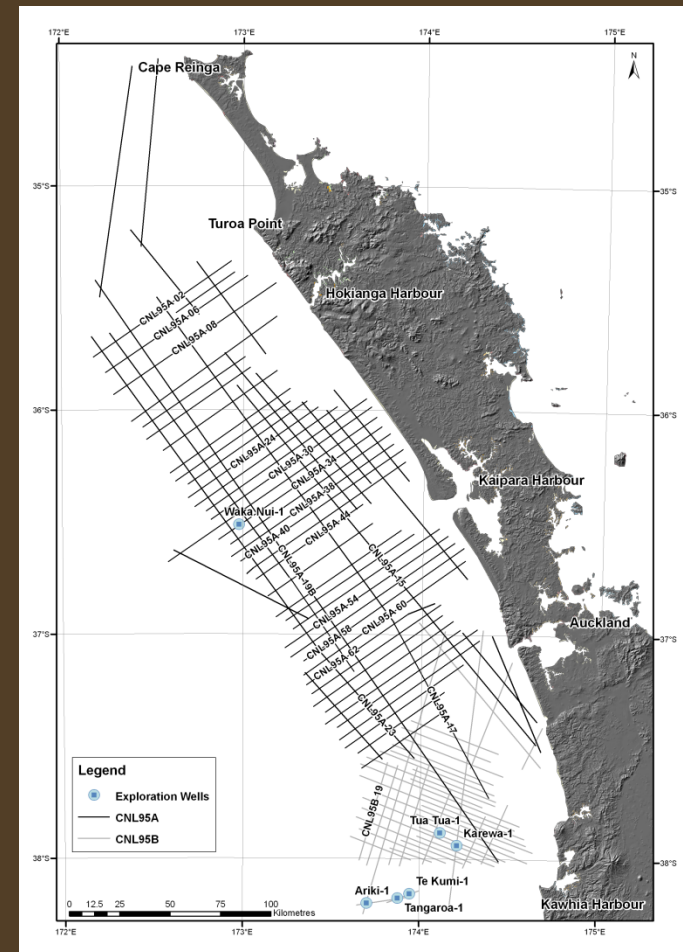 172°E 173°E 174°E 175°E
N
Cape Reinga
35°S 35°S
Turoa Point
Hokianga Harbour
CNL95A-02
CNL95A-06
CNL95A-08
36°S 36°S
CNL95A-24
CNL95A-30
CNL95A-34
Kaipara Harbour
CNL95A-38
Waka Nui-1
CNL95A-44
CNL95A-40
CNL95A-15
CNL95A-19B
CNL95A-54
CNL95A-60
Auckland
37°S 37°S
CNL95A-58
CNL95A-62
CNL95A-17
CNL95A-23
Legend
Exploration Wells
CNL95A
CNL95B
CNL95B-19
Tua Tua-1
Karewa-1
38°S 38°S
Te Kumi-1
Ariki-1
Tangaroa-1
Kawhia Harbour
0 12.5 25 50 75 100
Kilometres
172°E 173°E 174°E 175°E